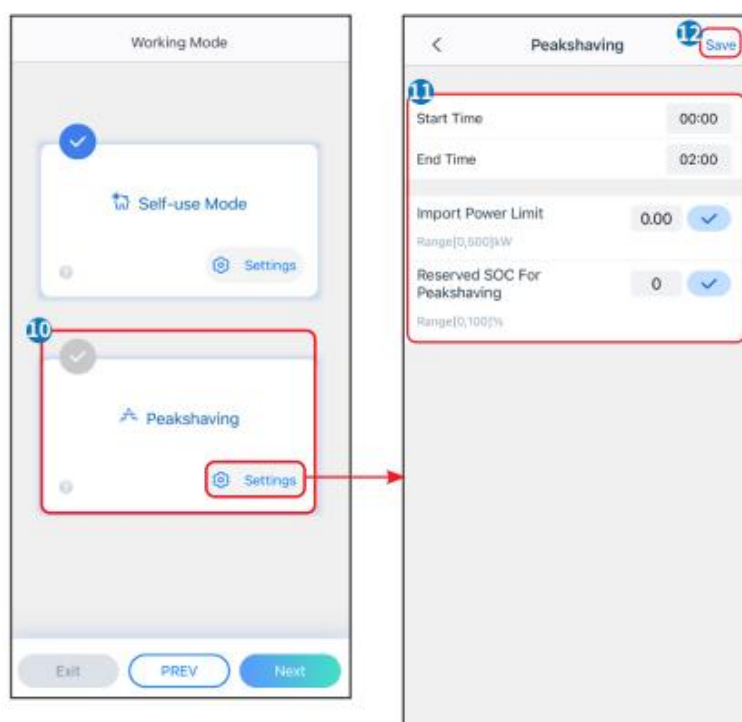 Working Mode
Self-use Mode
Settings
10
Peakshaving
Settings
Exit
PREV
Next
Peakshaving
12
Save
11
Start Time
00:00
End Time
02:00
Import Power Limit
0.00
Range[0,500]kW
Reserved SOC For
Peakshaving
0
Range[0,100]%